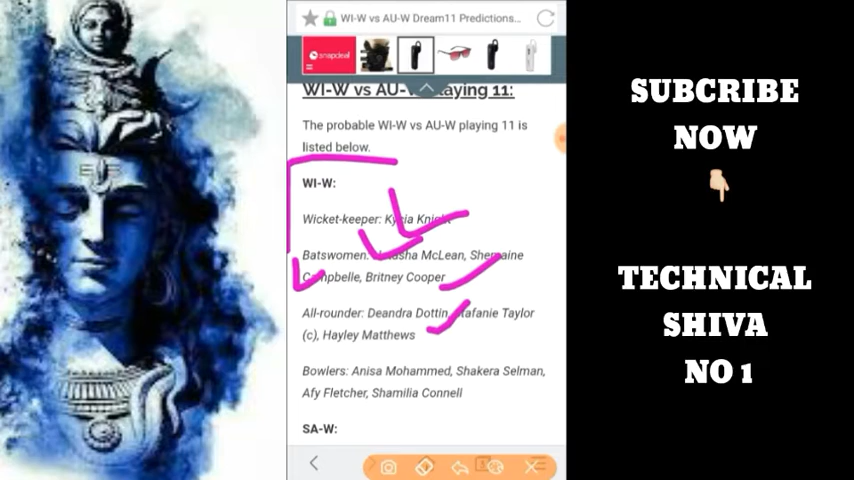 WI-W vs AU-W Dream11 Predictions...
snapdeal
WI-W vs AU-W playing 11:
The probable WI-W vs AU-W playing 11 is
listed below.
WI-W:
Wicket-keeper: Kycia Knight
Batswomen: Natasha McLean, Shemaine
Campbelle, Britney Cooper
All-rounder: Deandra Dottin, Stafanie Taylor
(c), Hayley Matthews
Bowlers: Anisa Mohammed, Shakera Selman,
Afy Fletcher, Shamilia Connell
SA-W:
SUBCRIBE
NOW
TECHNICAL
SHIVA
NO 1